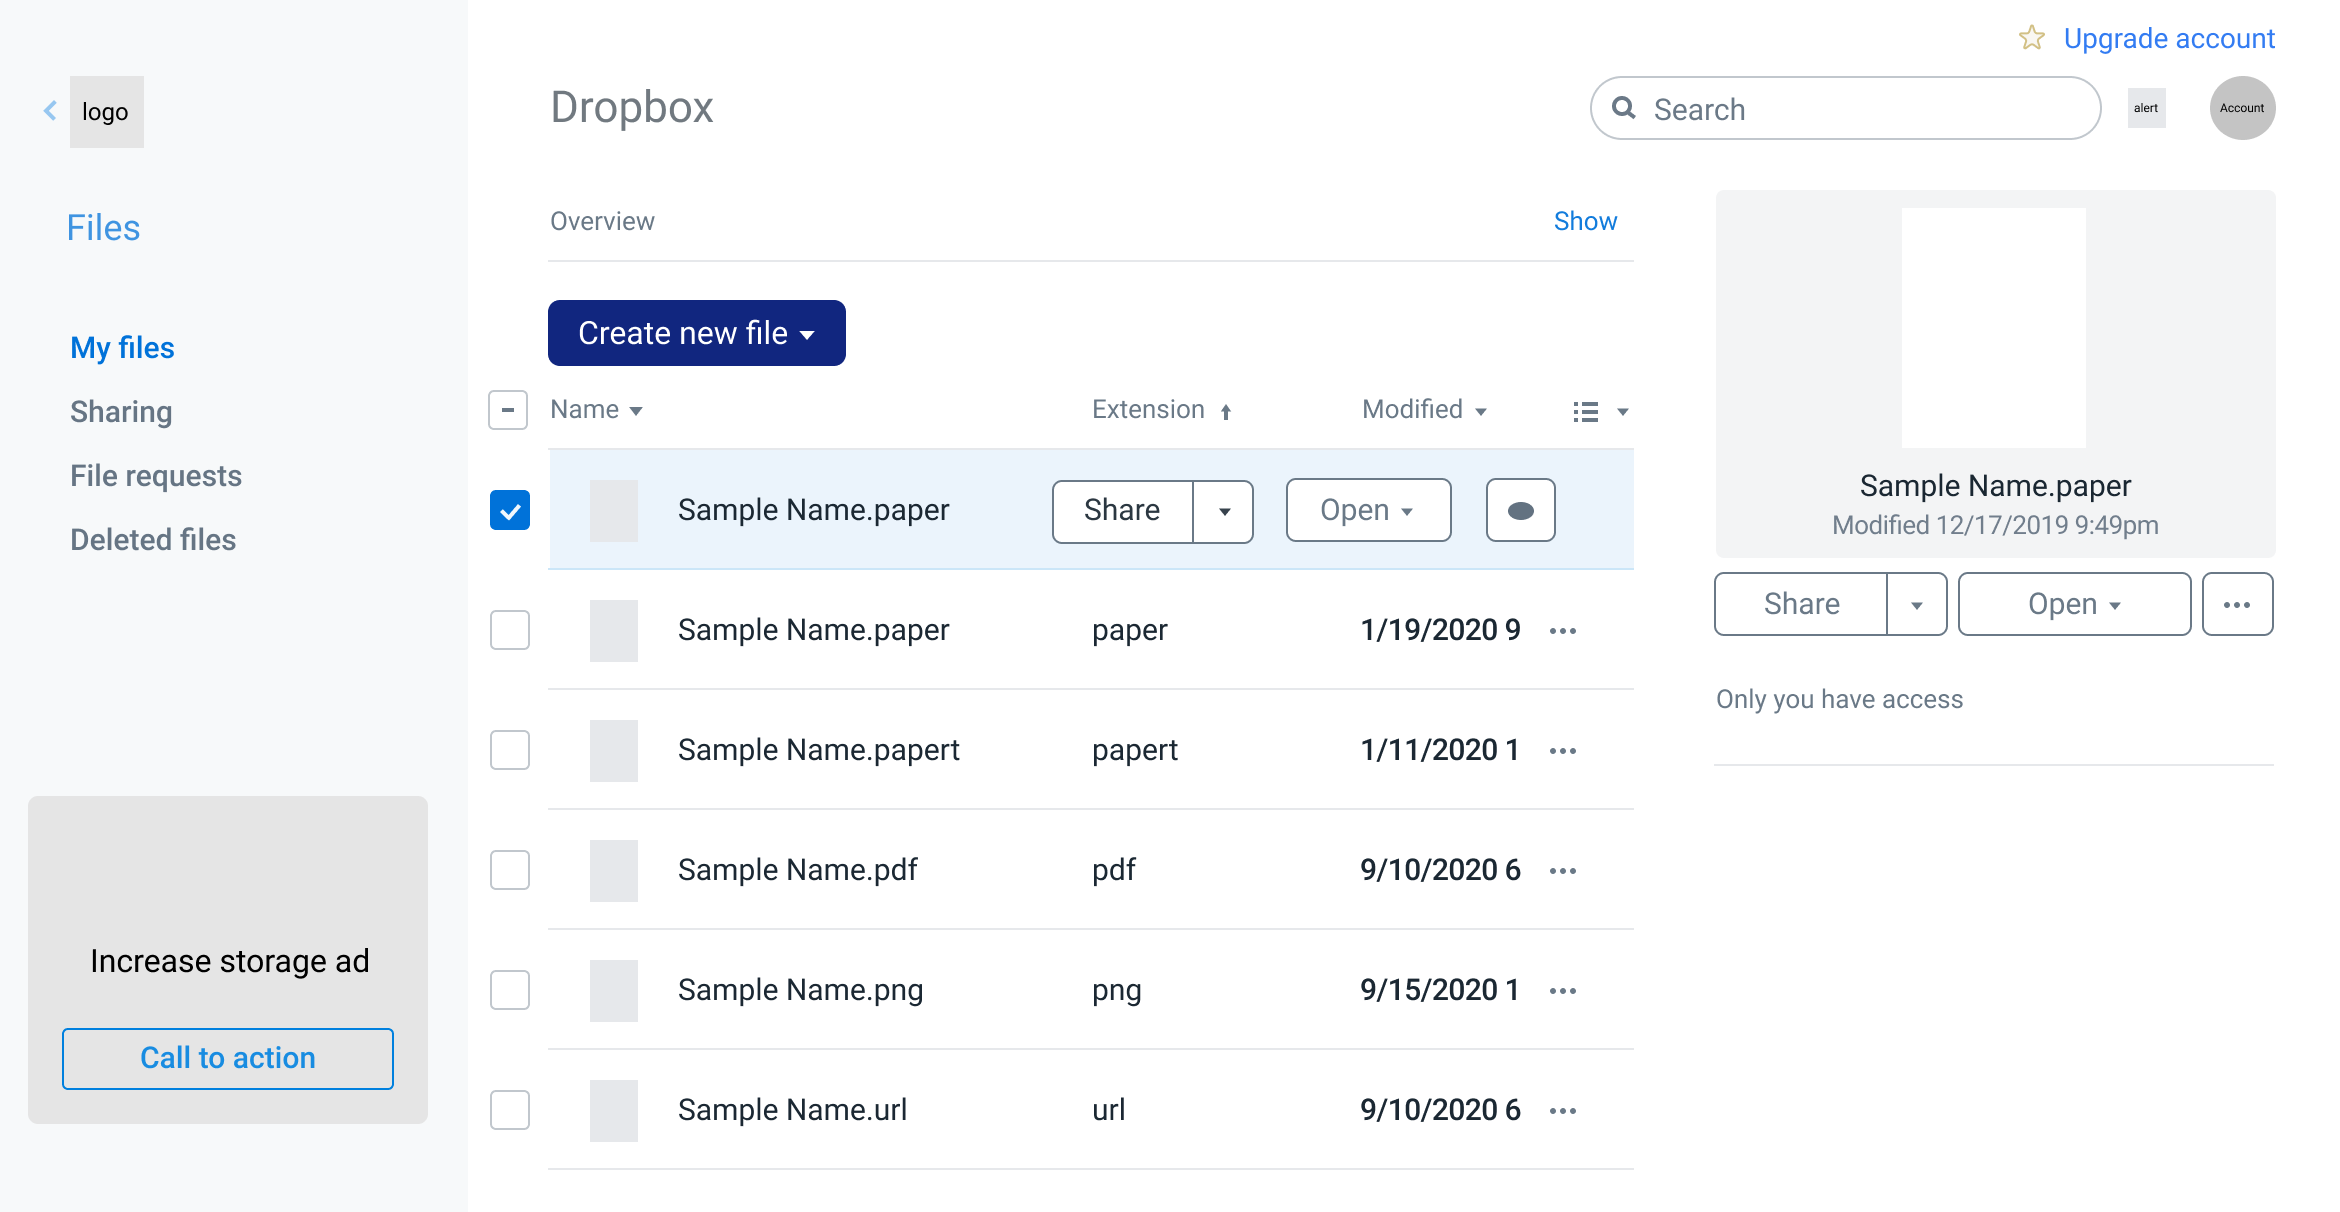 Upgrade account
logo
Dropbox
Search
alert
Account
Files
My files
Sharing
File requests
Deleted files
Increase storage ad
Call to action
Overview
Show
Create new file
Name
Extension
Modified
Sample Name.paper
Share
Open
Sample Name.paper
paper
1/19/2020 9
Sample Name.papert
papert
1/11/2020 1
Sample Name.pdf
pdf
9/10/2020 6
Sample Name.png
png
9/15/2020 1
Sample Name.url
url
9/10/2020 6
Sample Name.paper
Modified 12/17/2019 9:49pm
Share
Open
Only you have access